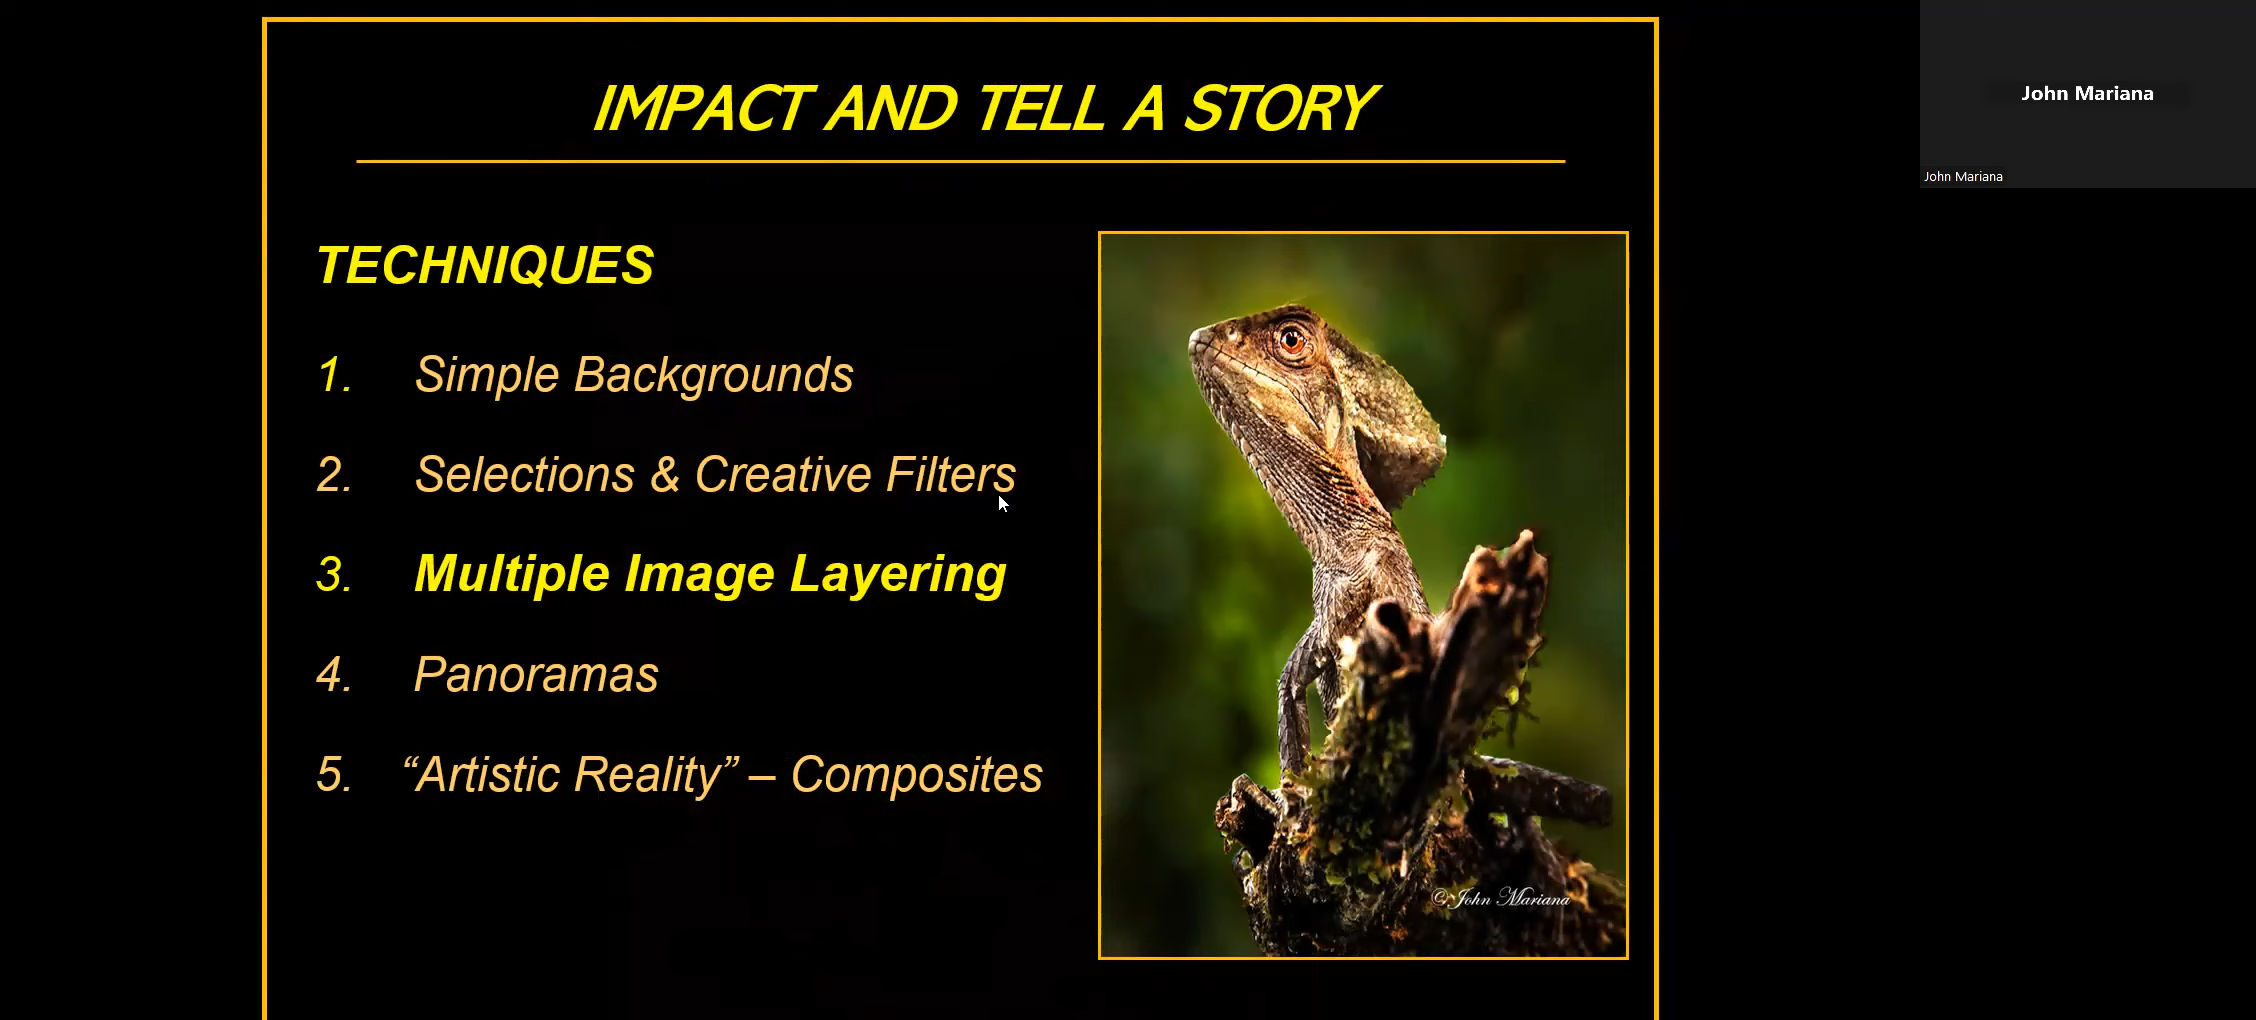 IMPACT AND TELL A STORY
John Mariana
John Mariana
TECHNIQUES
1. Simple Backgrounds
2. Selections & Creative Filters
3. Multiple Image Layering
4. Panoramas
5. “Artistic Reality” – Composites
©John Mariana